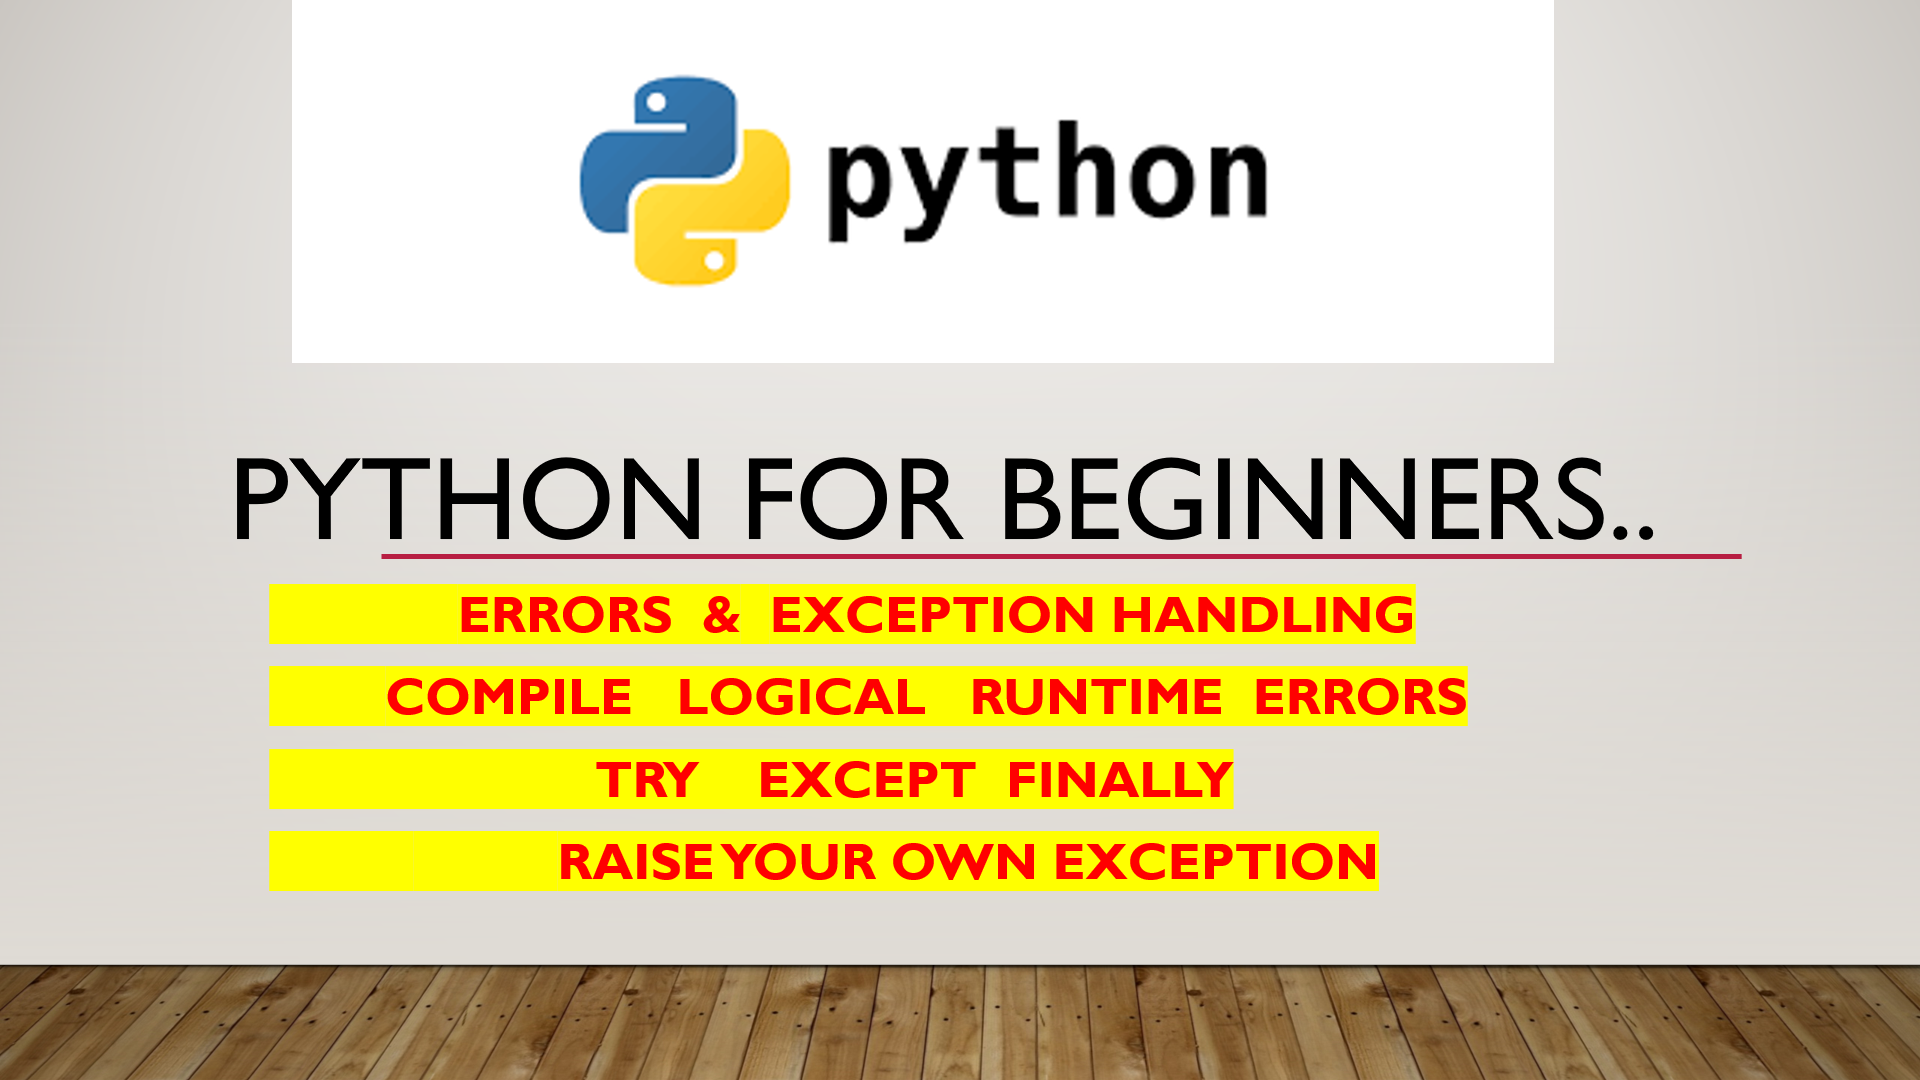 python
PYTHON FOR BEGINNERS..
ERRORS & EXCEPTION HANDLING
COMPILE LOGICAL RUNTIME ERRORS
TRY EXCEPT FINALLY
RAISE YOUR OWN EXCEPTION